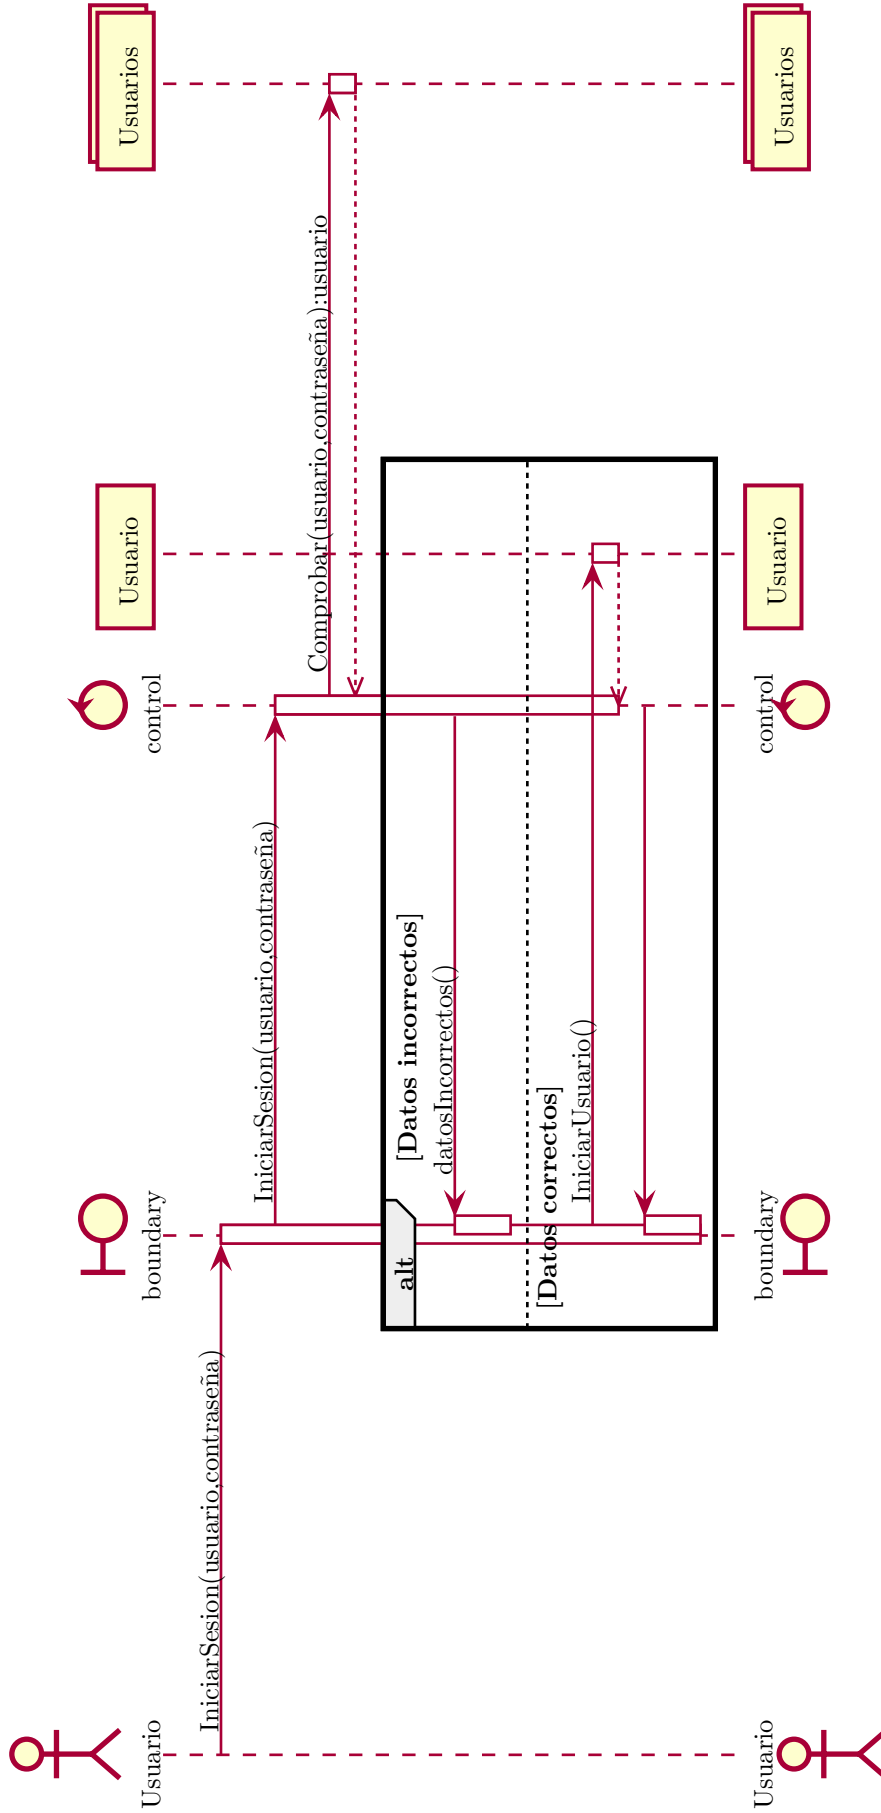 Usuario
boundary
control
Usuario
Usuarios
IniciarSesion(usuario,contraseña)
IniciarSesion(usuario,contraseña)
Comprobar(usuario,contraseña):usuario
alt
[Datos incorrectos]
datosIncorrectos()
[Datos correctos]
IniciarUsuario()
Usuario
boundary
control
Usuario
Usuarios